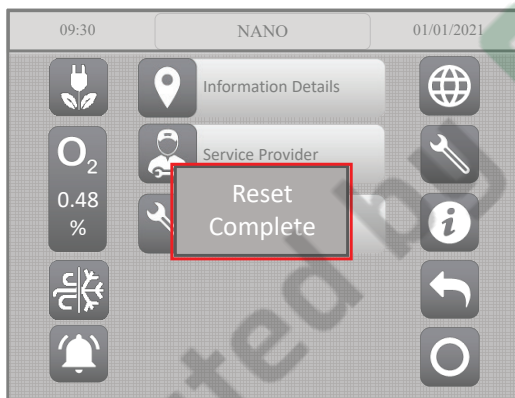 09:30 NANO 01/01/2021
Information Details
O2
0.48
%
Service Provider
Reset
Complete
i